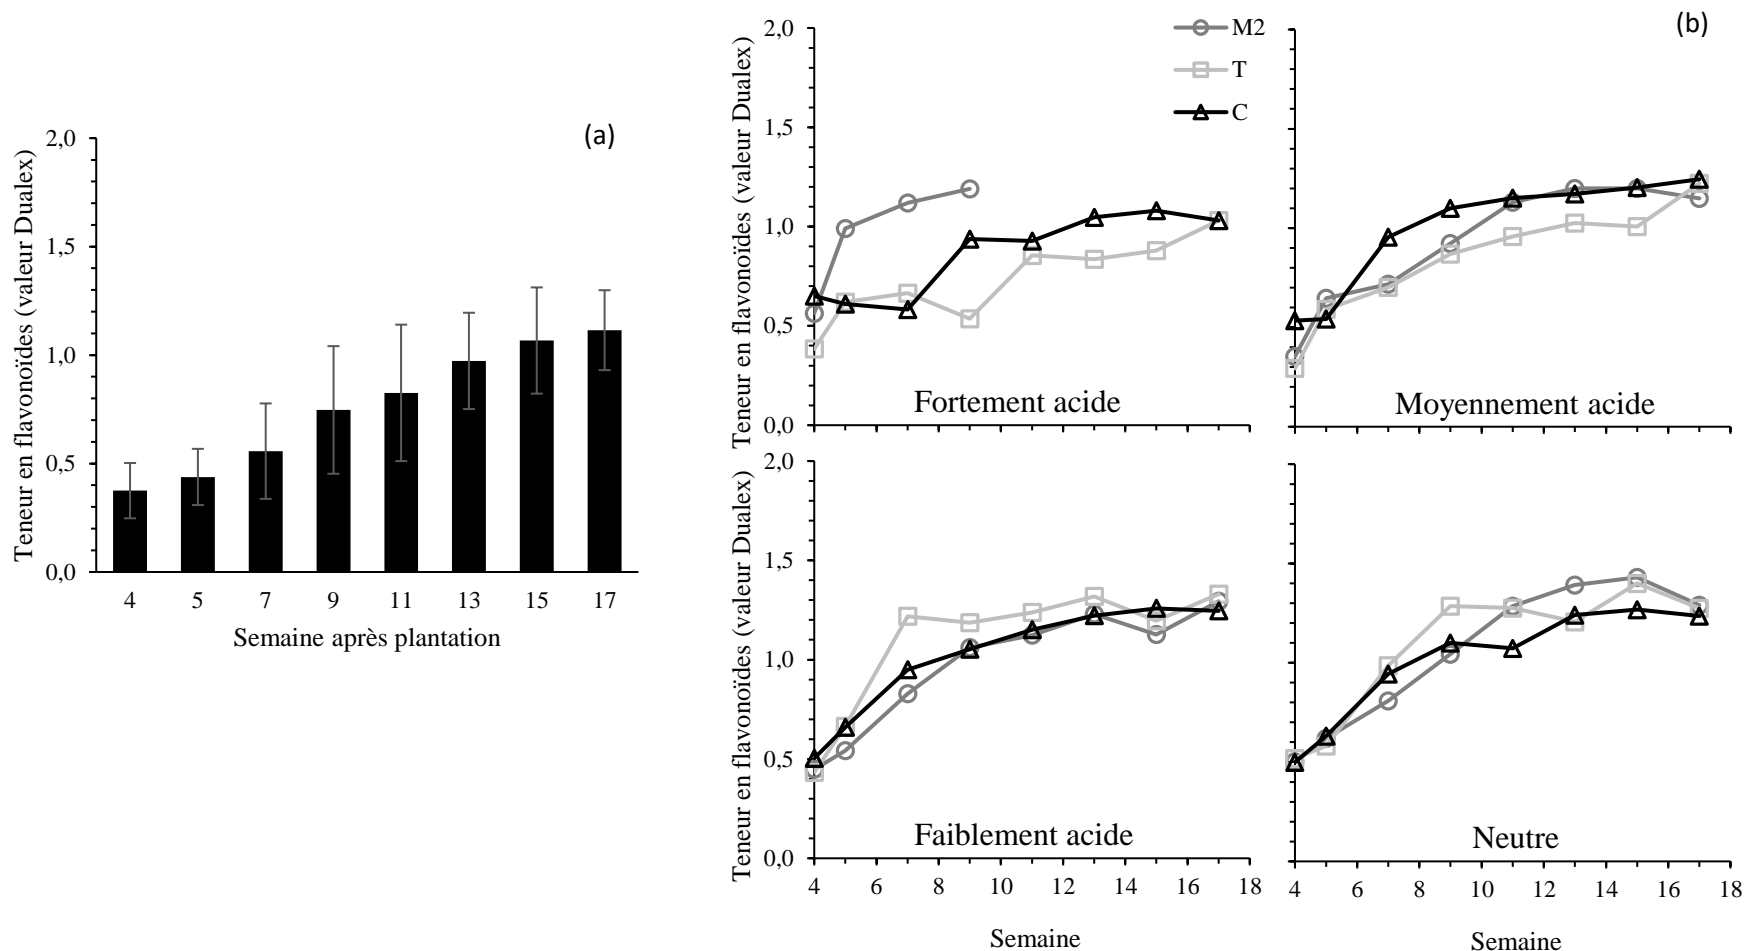 (a)
Teneur en flavonoïdes (valeur Dualex)
2,0
1,5
1,0
0,5
0,0
4 5 7 9 11 13 15 17
Semaine après plantation
(b)
M2
T
C
Teneur en flavonoïdes (valeur Dualex)
2,0
1,5
1,0
0,5
0,0
Fortement acide
Moyennement acide
Teneur en flavonoïdes (valeur Dualex)
2,0
1,5
1,0
0,5
0,0
Faiblement acide
Neutre
4 6 8 10 12 14 16 18
4 6 8 10 12 14 16 18
Semaine
Semaine